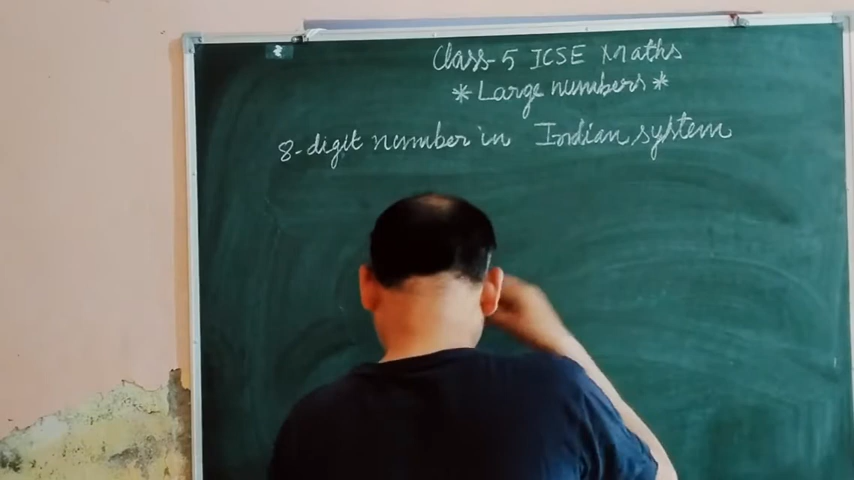 Class-5 ICSE Maths
* Large numbers *
8-digit number in Indian system